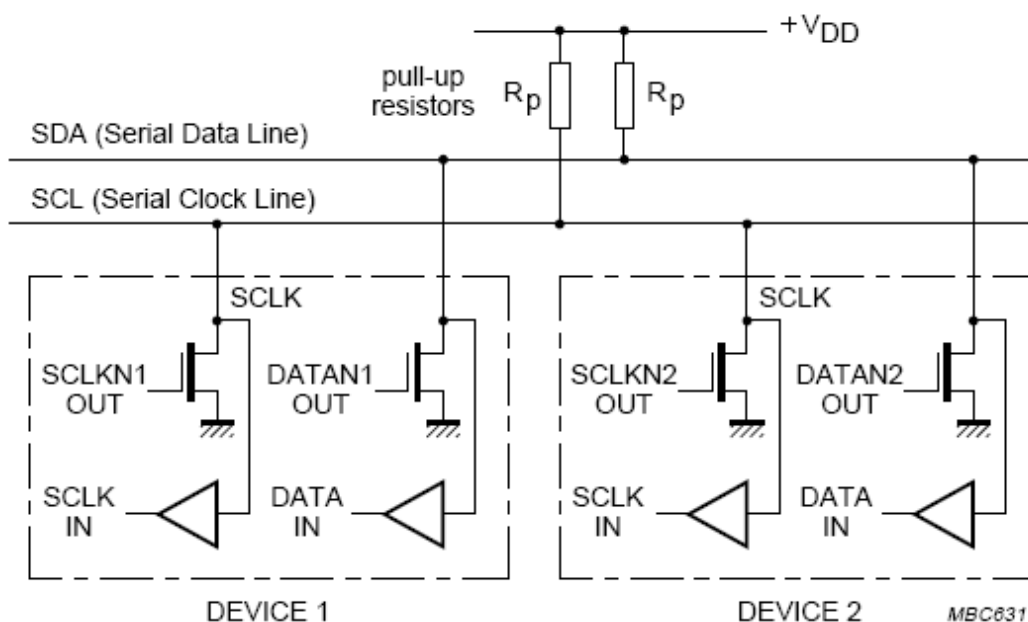 +VDD
pull-up
resistors
Rp
Rp
SDA (Serial Data Line)
SCL (Serial Clock Line)
SCLK
SCLKN1
OUT
DATAN1
OUT
SCLK
IN
DATA
IN
DEVICE 1
SCLK
SCLKN2
OUT
DATAN2
OUT
SCLK
IN
DATA
IN
DEVICE 2
MBC631